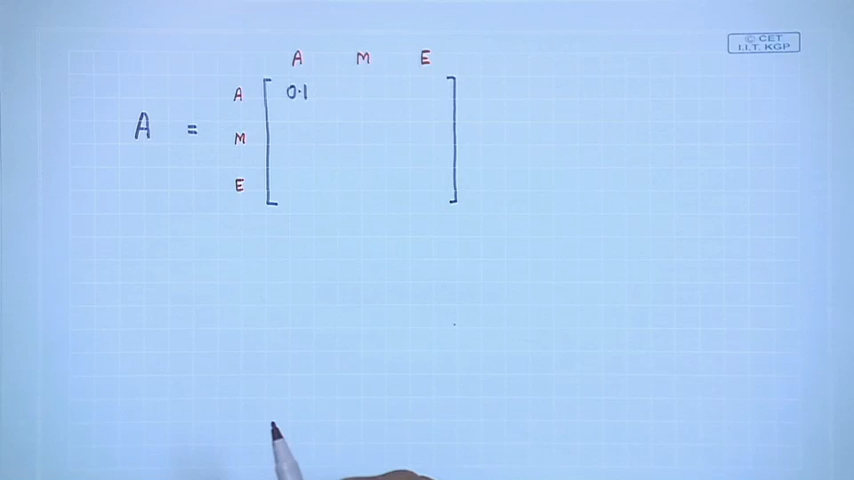 © CET
I.I.T. KGP
A M E
A 0.1
A =
M
E